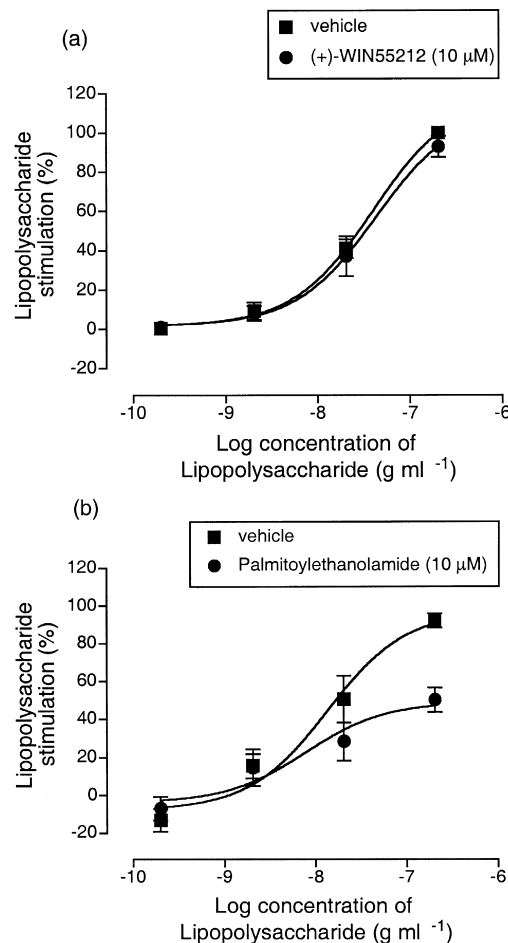 (a)
vehicle
(+)-WIN55212 (10 μM)
Lipopolysaccharide
stimulation (%)
120
100
80
60
40
20
0
-20
-10
-9
-8
-7
-6
Log concentration of
Lipopolysaccharide (g ml -1)
(b)
vehicle
Palmitoylethanolamide (10 μM)
Lipopolysaccharide
stimulation (%)
120
100
80
60
40
20
0
-20
-10
-9
-8
-7
-6
Log concentration of
Lipopolysaccharide (g ml -1)